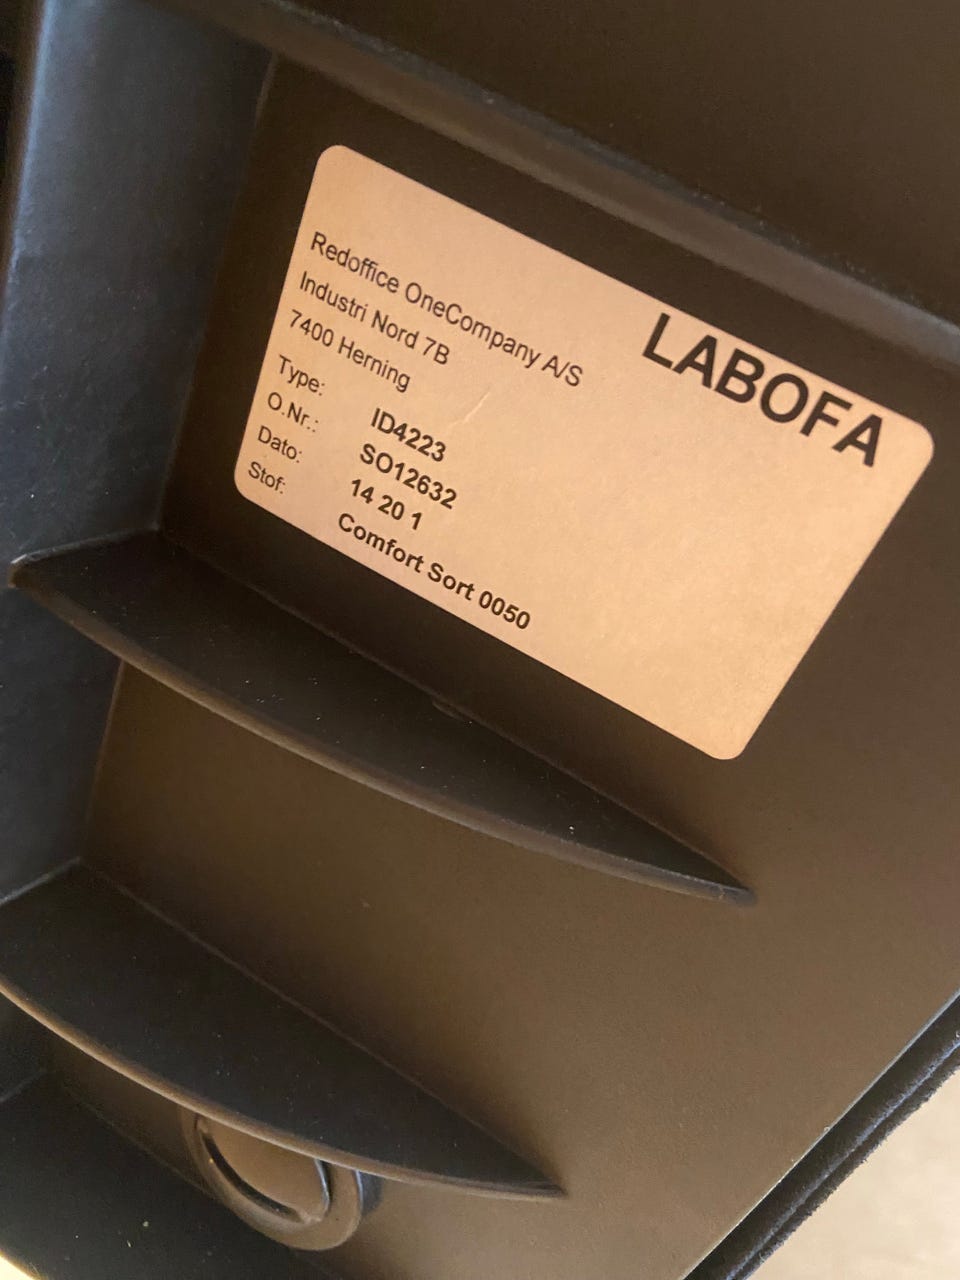 LABOFA
Redoffice OneCompany A/S
Industri Nord 7B
7400 Herning
Type: ID4223
O.Nr.: SO12632
Dato: 14 20 1
Stof: Comfort Sort 0050